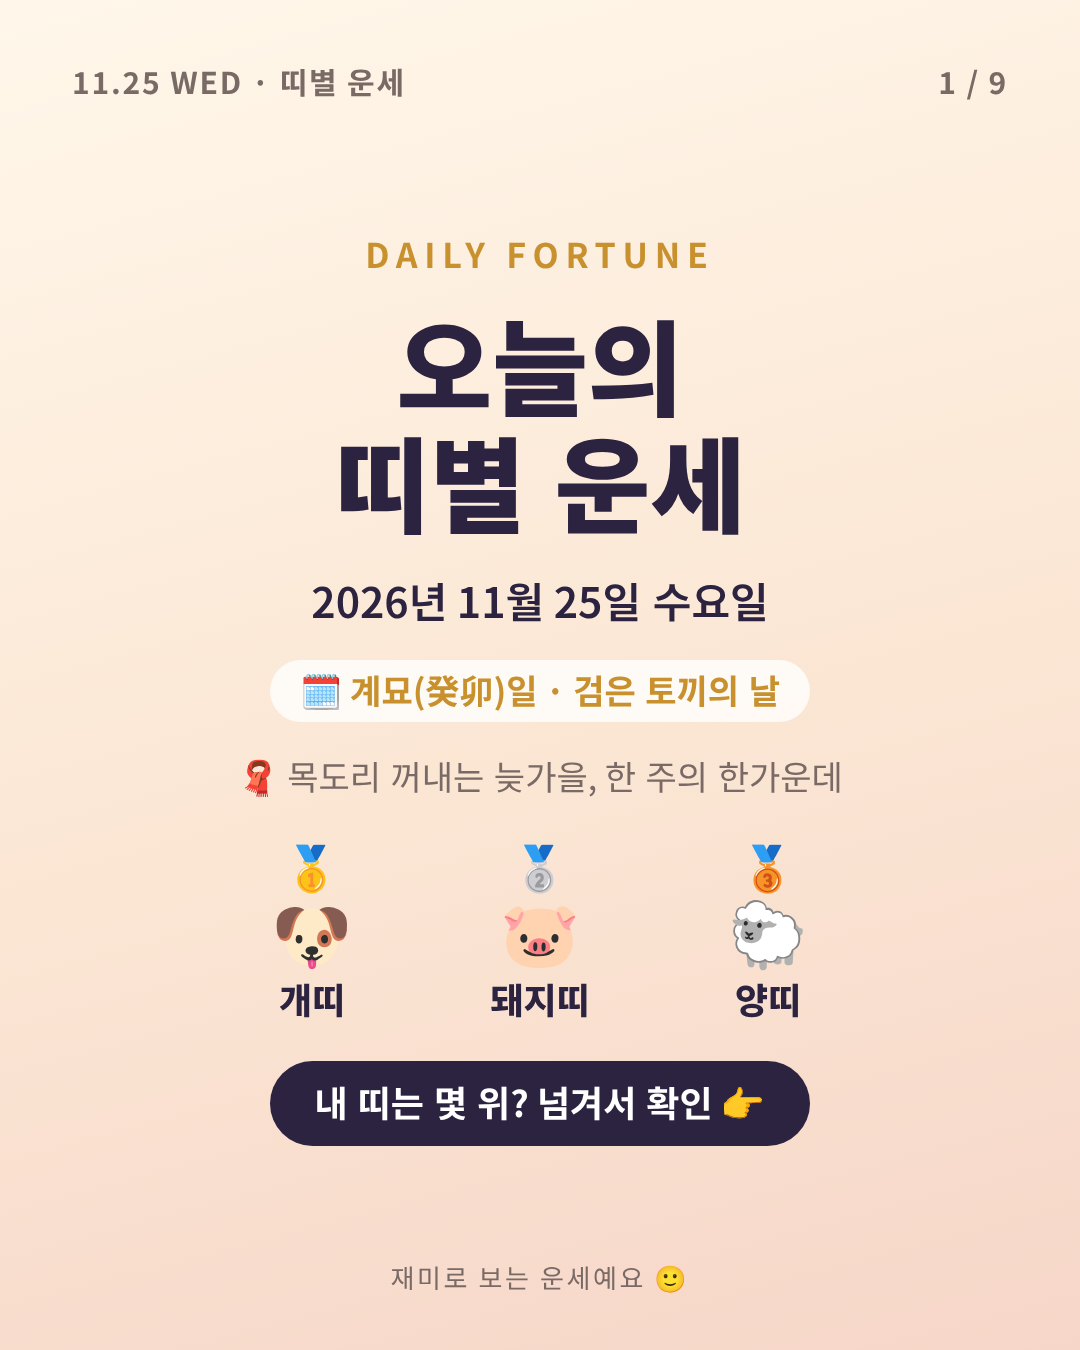 11.25 WED · 띠별 운세
1 / 9
DAILY FORTUNE
오늘의
띠별 운세
2026년 11월 25일 수요일
🗓️ 계묘(癸卯)일 · 검은 토끼의 날
🧣 목도리 꺼내는 늦가을, 한 주의 한가운데
🥇 🥈 🥉
개띠 돼지띠 양띠
내 띠는 몇 위? 넘겨서 확인 👉
재미로 보는 운세예요 🙂